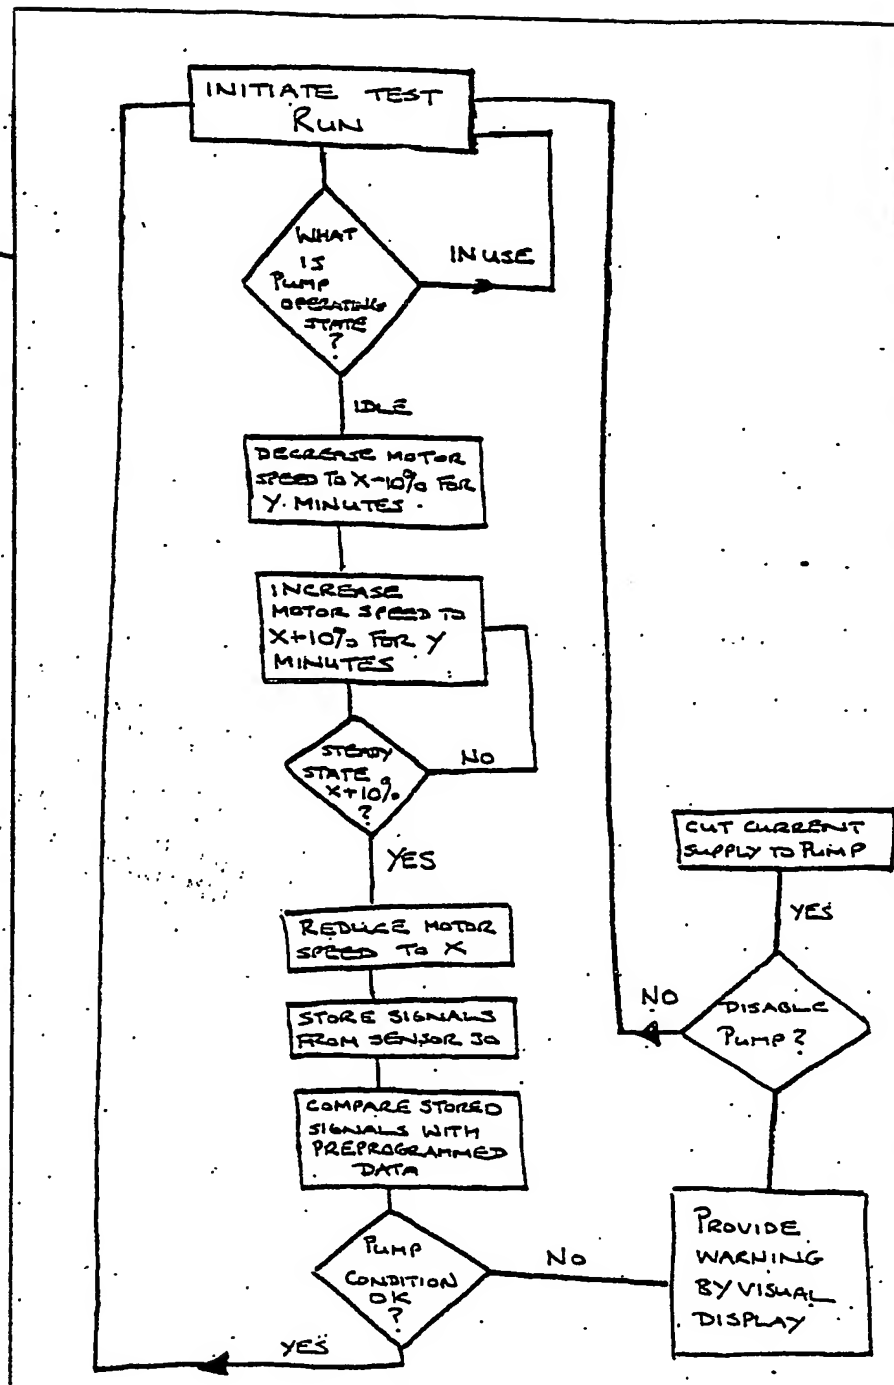 INITIATE TEST
RUN
WHAT
IS
PUMP
OPERATING
STATE
?
IN USE
IDLE
DECREASE MOTOR
SPEED TO X-10% FOR
Y MINUTES.
INCREASE
MOTOR SPEED TO
X+10% FOR Y
MINUTES
STEADY
STATE
X+10%
?
NO
YES
REDUCE MOTOR
SPEED TO X
STORE SIGNALS
FROM SENSOR 30
COMPARE STORED
SIGNALS WITH
PREPROGRAMMED
DATA
PUMP
CONDITION
OK
?
YES
NO
PROVIDE
WARNING
BY VISUAL
DISPLAY
DISABLE
PUMP?
NO
YES
CUT CURRENT
SUPPLY TO PUMP